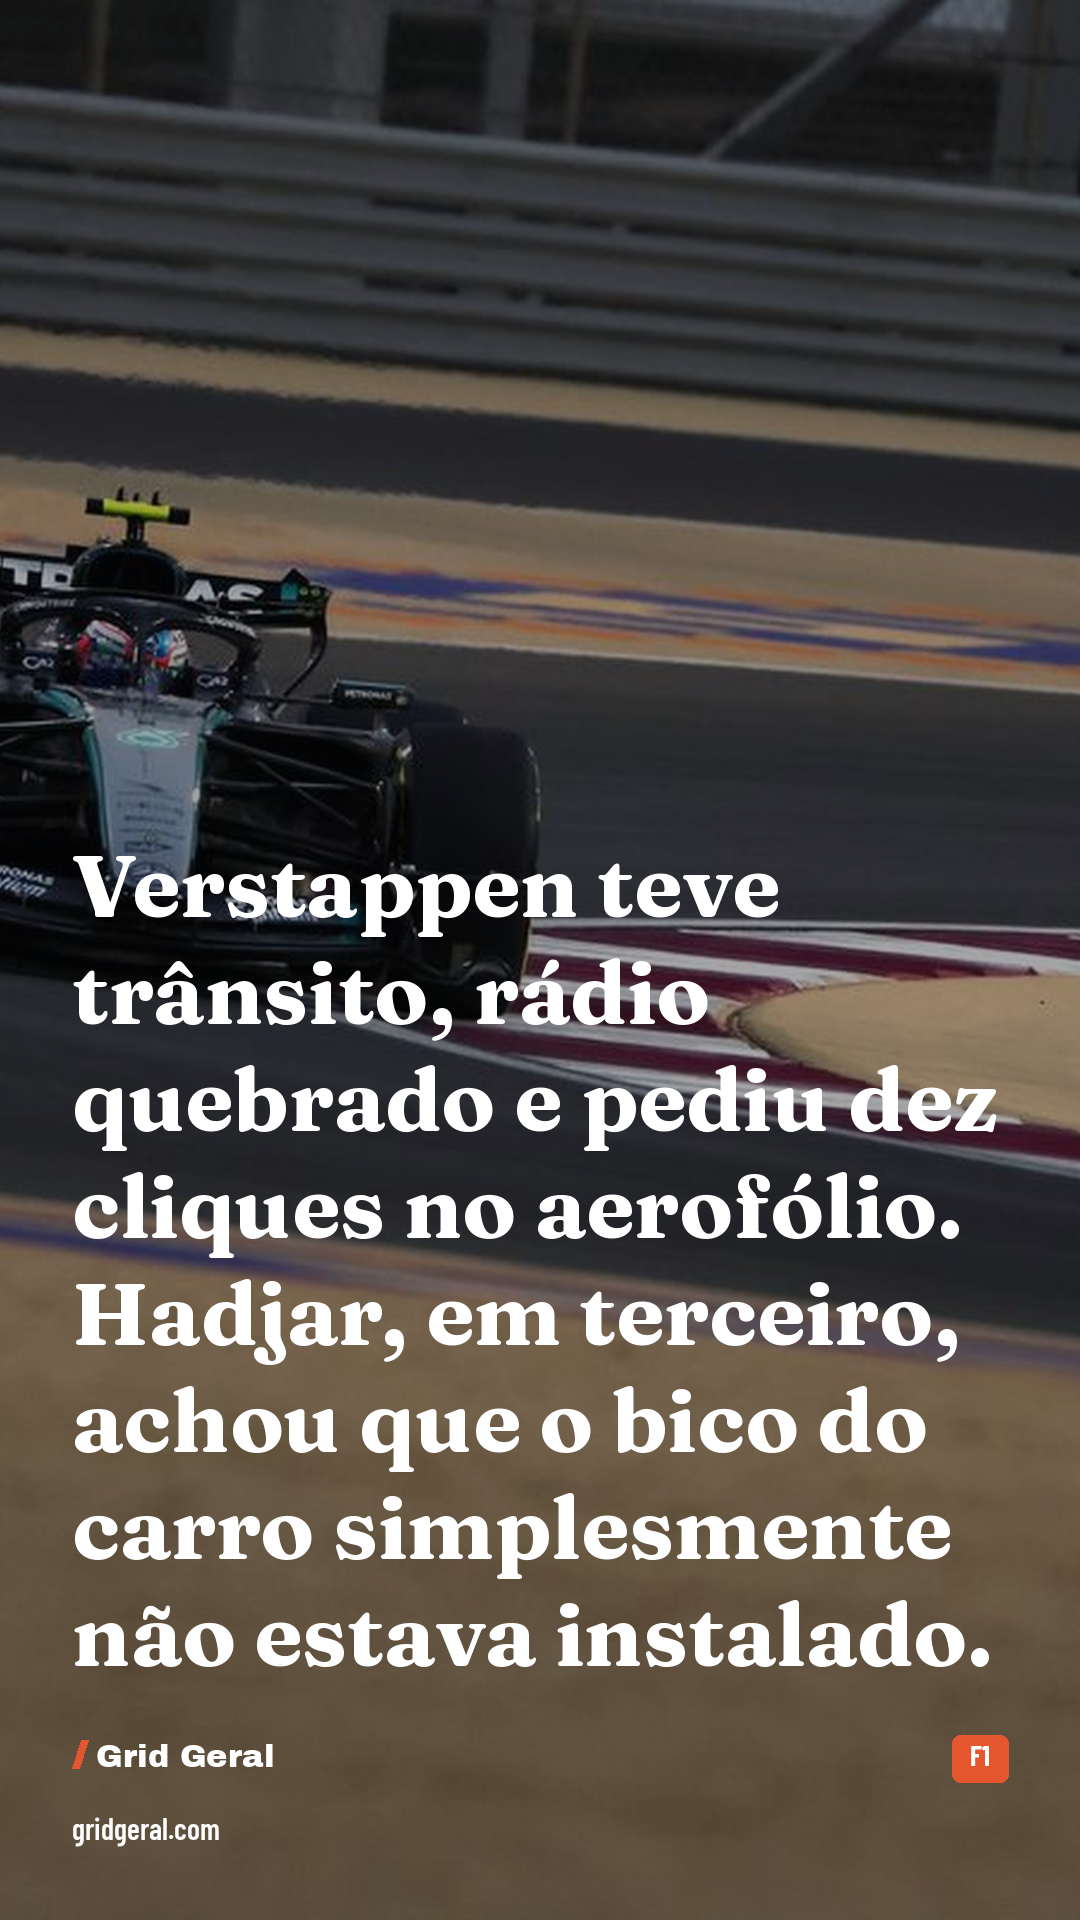 PETRONAS
Verstappen teve
trânsito, rádio
quebrado e pediu dez
cliques no aerofólio.
Hadjar, em terceiro,
achou que o bico do
carro simplesmente
não estava instalado.
/ Grid Geral
F1
gridgeral.com